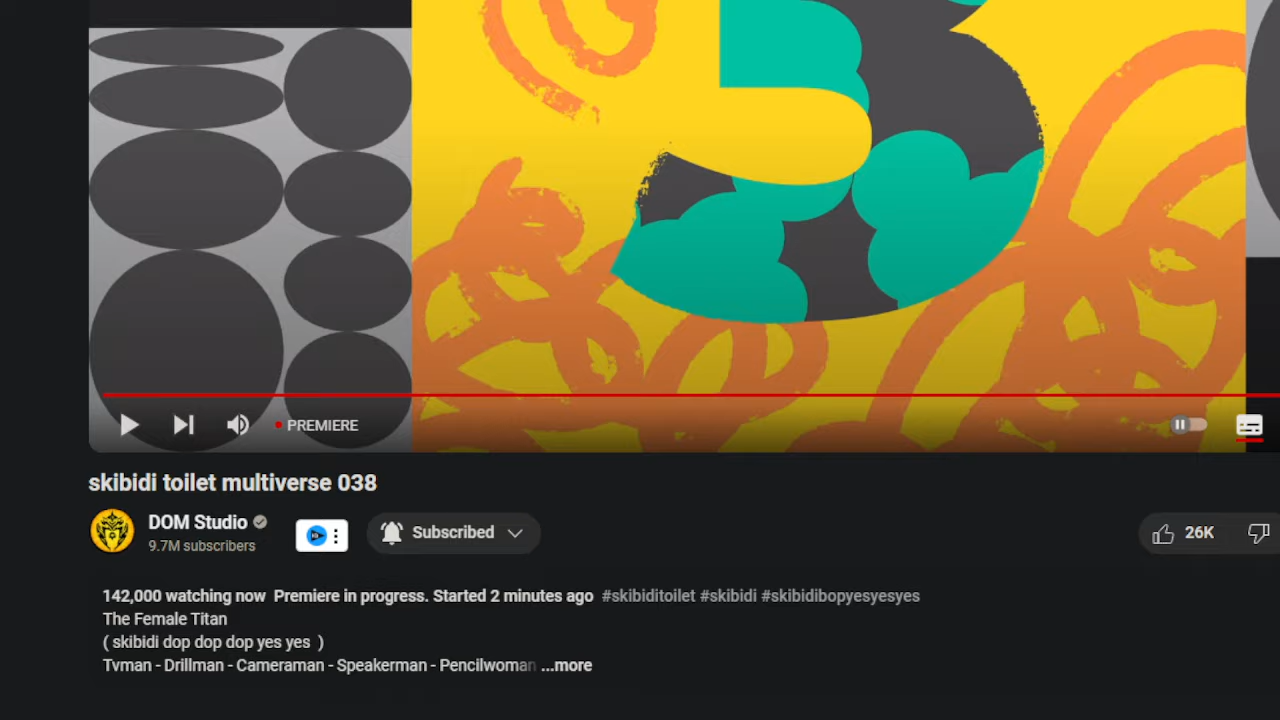 PREMIERE
skibidi toilet multiverse 038
DOM Studio
9.7M subscribers
Subscribed
26K
142,000 watching now Premiere in progress. Started 2 minutes ago #skibiditoilet #skibidi #skibidibopyesyesyes
The Female Titan
( skibidi dop dop dop yes yes )
Tvman - Drillman - Cameraman - Speakerman - Pencilwoman ...more